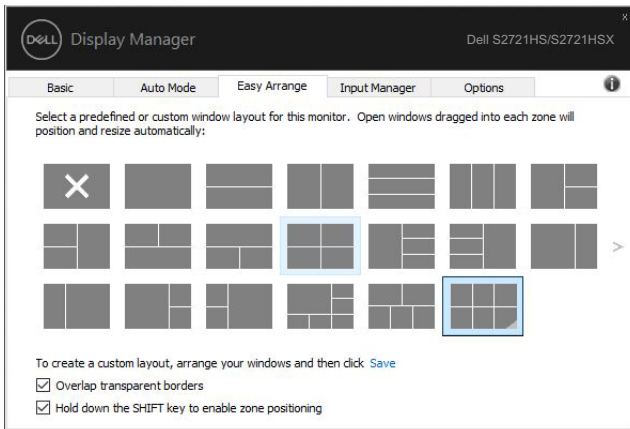 x
DELL Display Manager Dell S2721HS/S2721HSX
Basic Auto Mode Easy Arrange Input Manager Options
Select a predefined or custom window layout for this monitor. Open windows dragged into each zone will
position and resize automatically:
To create a custom layout, arrange your windows and then click Save
Overlap transparent borders
Hold down the SHIFT key to enable zone positioning